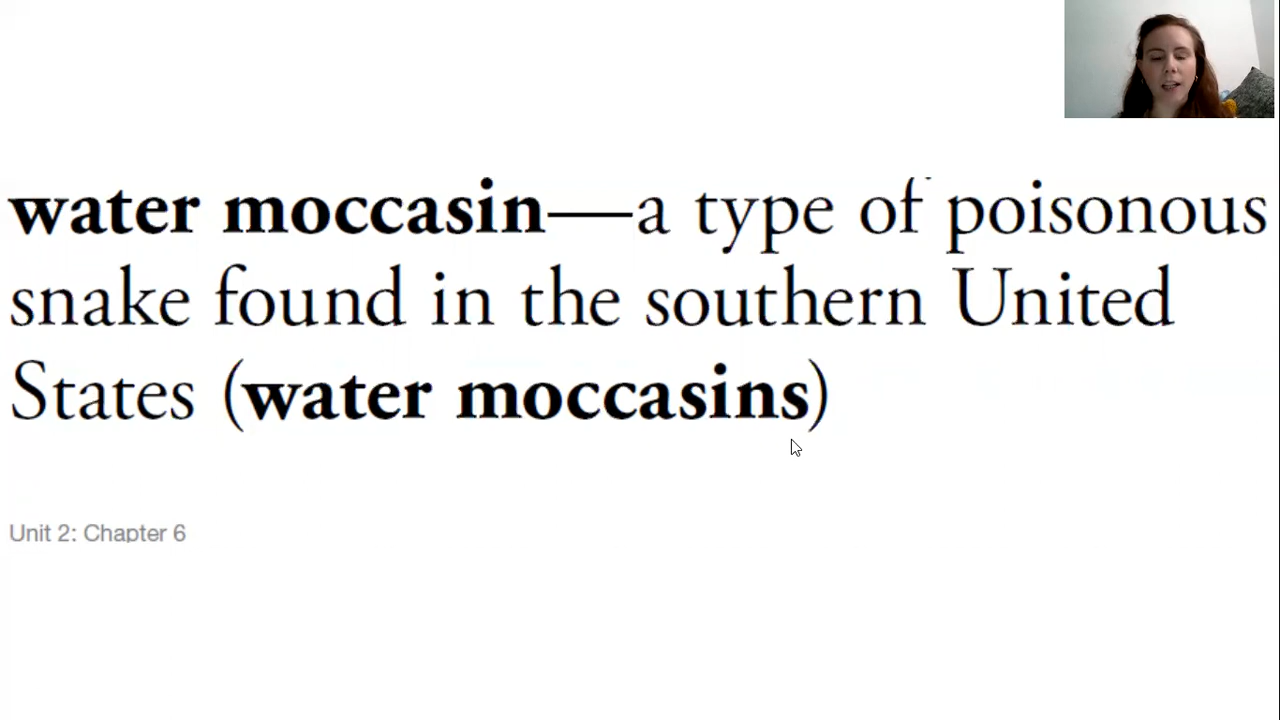 water moccasin—a type of poisonous
snake found in the southern United
States (water moccasins)
Unit 2: Chapter 6